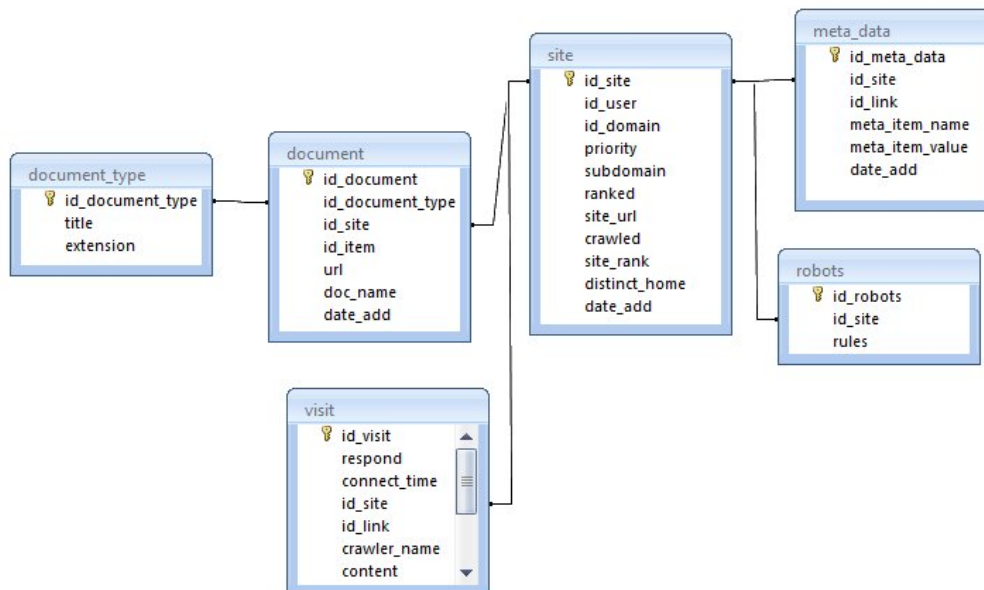 document_type
id_document_type
title
extension
document
id_document
id_document_type
id_site
id_item
url
doc_name
date_add
visit
id_visit
respond
connect_time
id_site
id_link
crawler_name
content
site
id_site
id_user
id_domain
priority
subdomain
ranked
site_url
crawled
site_rank
distinct_home
date_add
meta_data
id_meta_data
id_site
id_link
meta_item_name
meta_item_value
date_add
robots
id_robots
id_site
rules